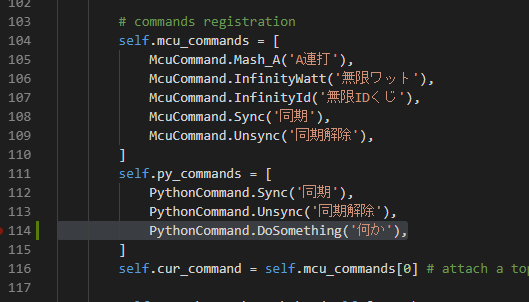 102
103 # commands registration
104 self.mcu_commands = [
105 McuCommand.Mash_A('A連打'),
106 McuCommand.InfinityWatt('無限ワット'),
107 McuCommand.InfinityId('無限IDくじ'),
108 McuCommand.Sync('同期'),
109 McuCommand.Unsync('同期解除'),
110 ]
111 self.py_commands = [
112 PythonCommand.Sync('同期'),
113 PythonCommand.Unsync('同期解除'),
114 PythonCommand.DoSomething('何か'),
115 ]
116 self.cur_command = self.mcu_commands[0] # attach a top
117